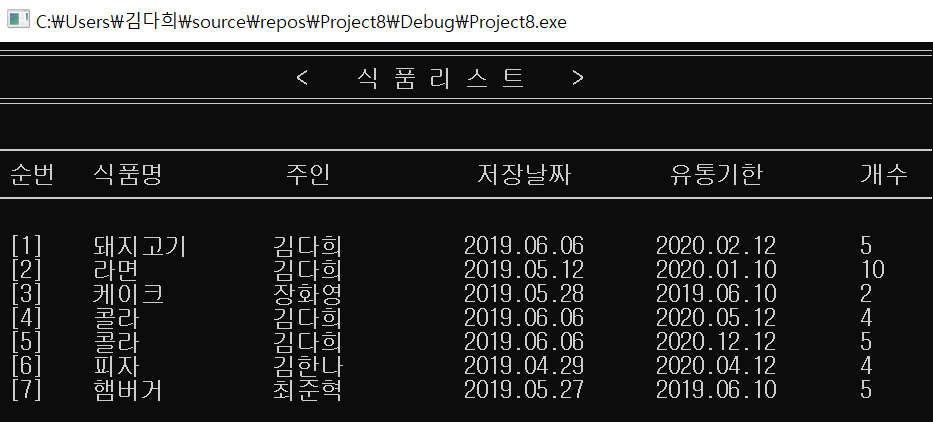 C:₩Users₩김다희₩source₩repos₩Project8₩Debug₩Project8.exe
< 식 품 리 스 트 >
순번 식품명 주인 저장날짜 유통기한 개수
[1] 돼지고기 김다희 2019.06.06 2020.02.12 5
[2] 라면 김다희 2019.05.12 2020.01.10 10
[3] 케이크 장화영 2019.05.28 2019.06.10 2
[4] 콜라 김다희 2019.06.06 2020.05.12 4
[5] 콜라 김다희 2019.06.06 2020.12.12 5
[6] 피자 김한나 2019.04.29 2020.04.12 4
[7] 햄버거 최준혁 2019.05.27 2019.06.10 5